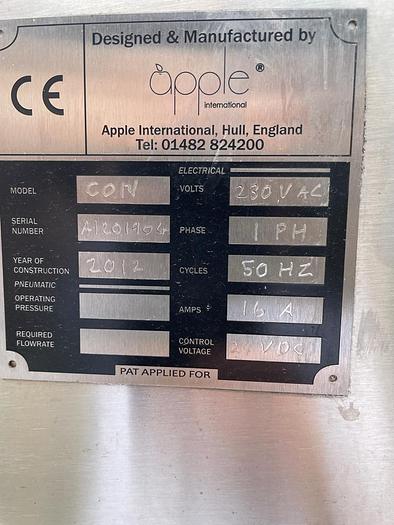 CE
Designed & Manufactured by
apple®
international
Apple International, Hull, England
Tel: 01482 824200
ELECTRICAL
MODEL CON VOLTS 230 V AC
SERIAL NUMBER PHASE 1 PH
YEAR OF CONSTRUCTION 2012 CYCLES 50 HZ
PNEUMATIC
OPERATING PRESSURE AMPS 16 A
REQUIRED FLOWRATE CONTROL VOLTAGE VDC
PAT APPLIED FOR